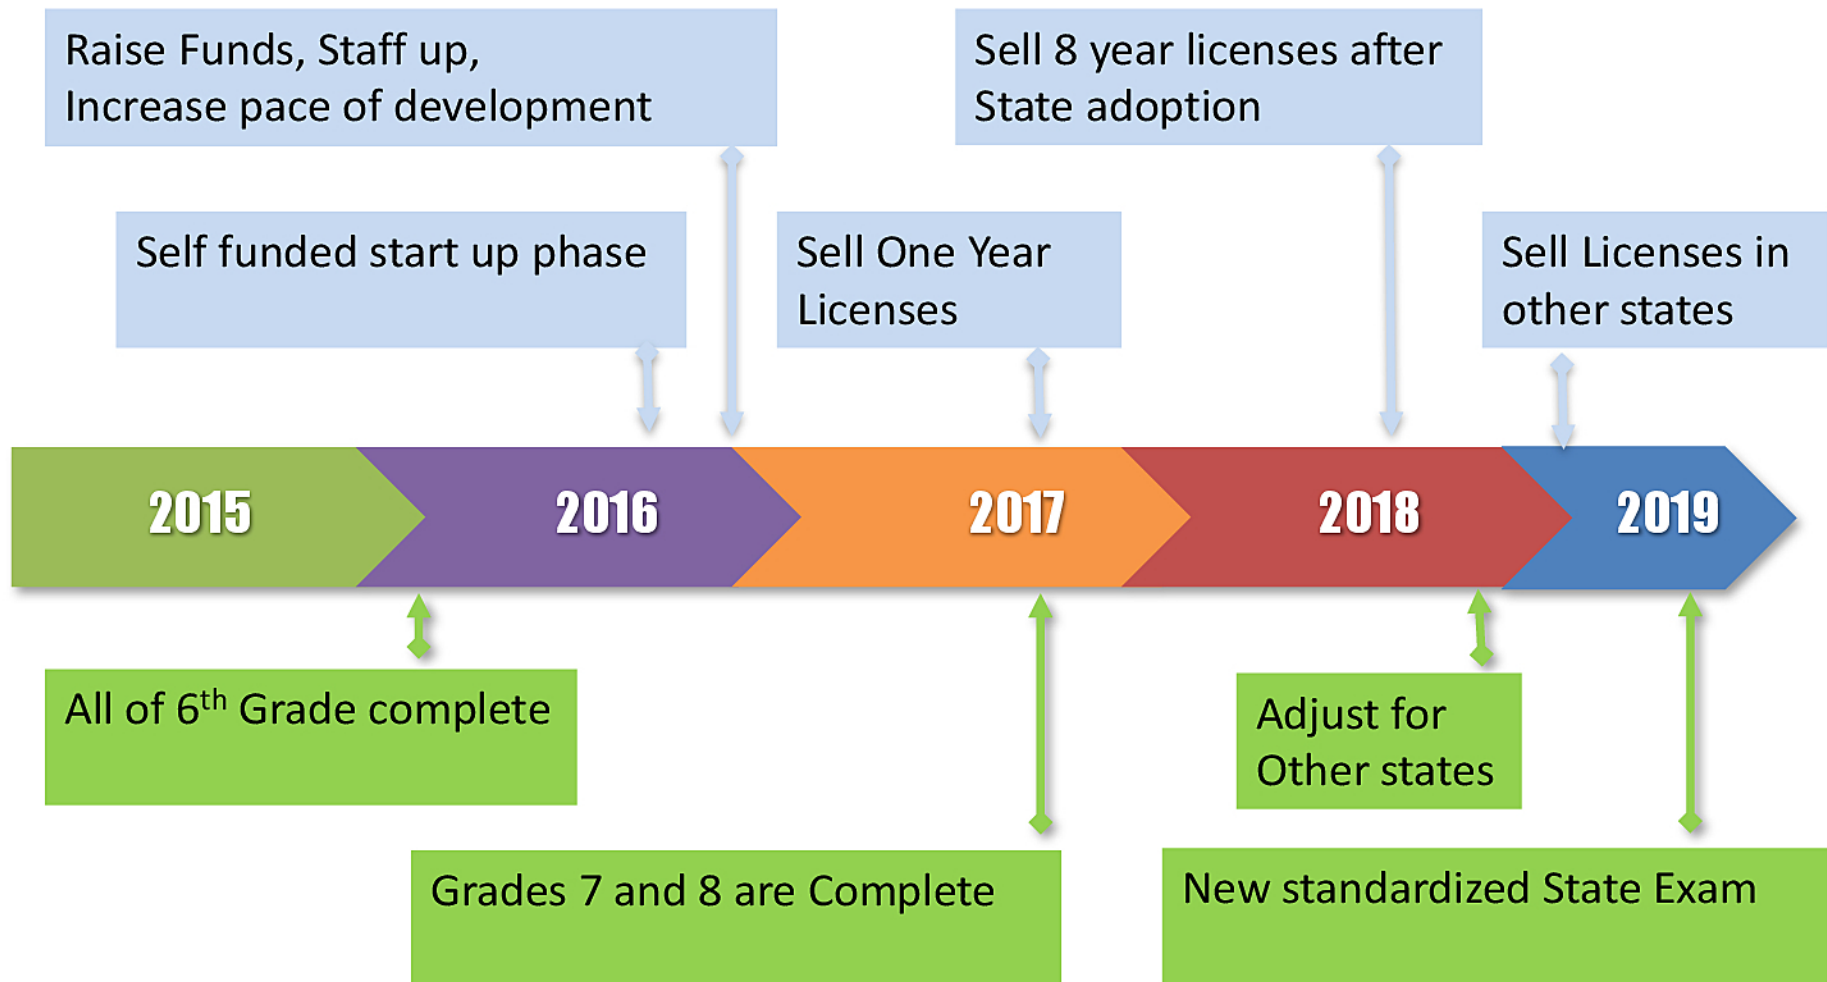 Raise Funds, Staff up,
Increase pace of development
Sell 8 year licenses after
State adoption
Self funded start up phase
Sell One Year
Licenses
Sell Licenses in
other states
2015
2016
2017
2018
2019
All of 6th Grade complete
Adjust for
Other states
Grades 7 and 8 are Complete
New standardized State Exam